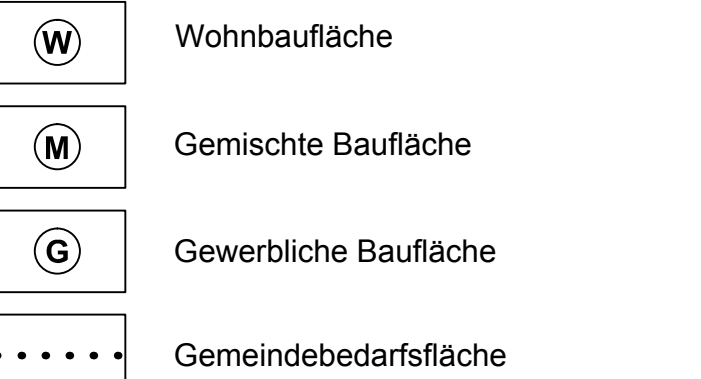 W Wohnbaufläche
M Gemischte Baufläche
G Gewerbliche Baufläche
Gemeindebedarfsfläche